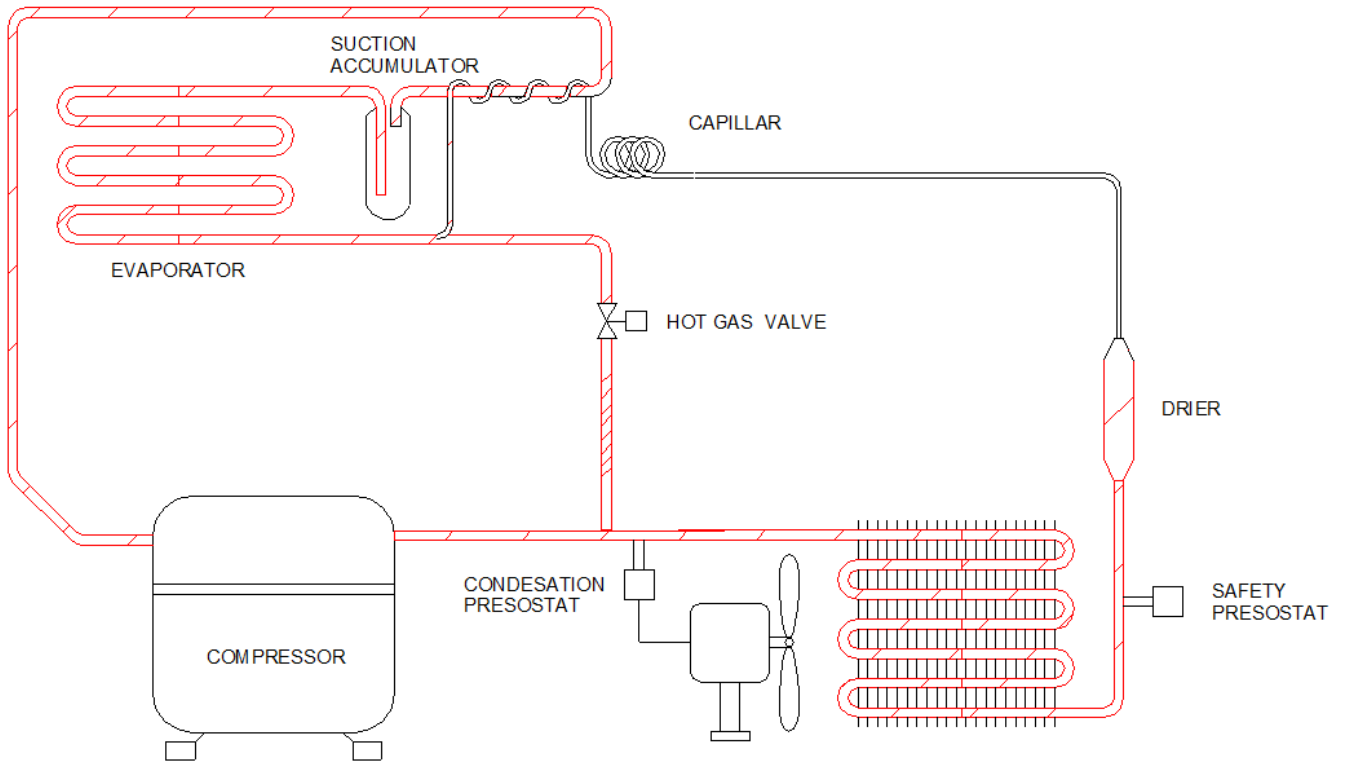 SUCTION
ACCUMULATOR
CAPILLAR
EVAPORATOR
HOT GAS VALVE
DRIER
CONDESATION
PRESOSTAT
SAFETY
PRESOSTAT
COMPRESSOR